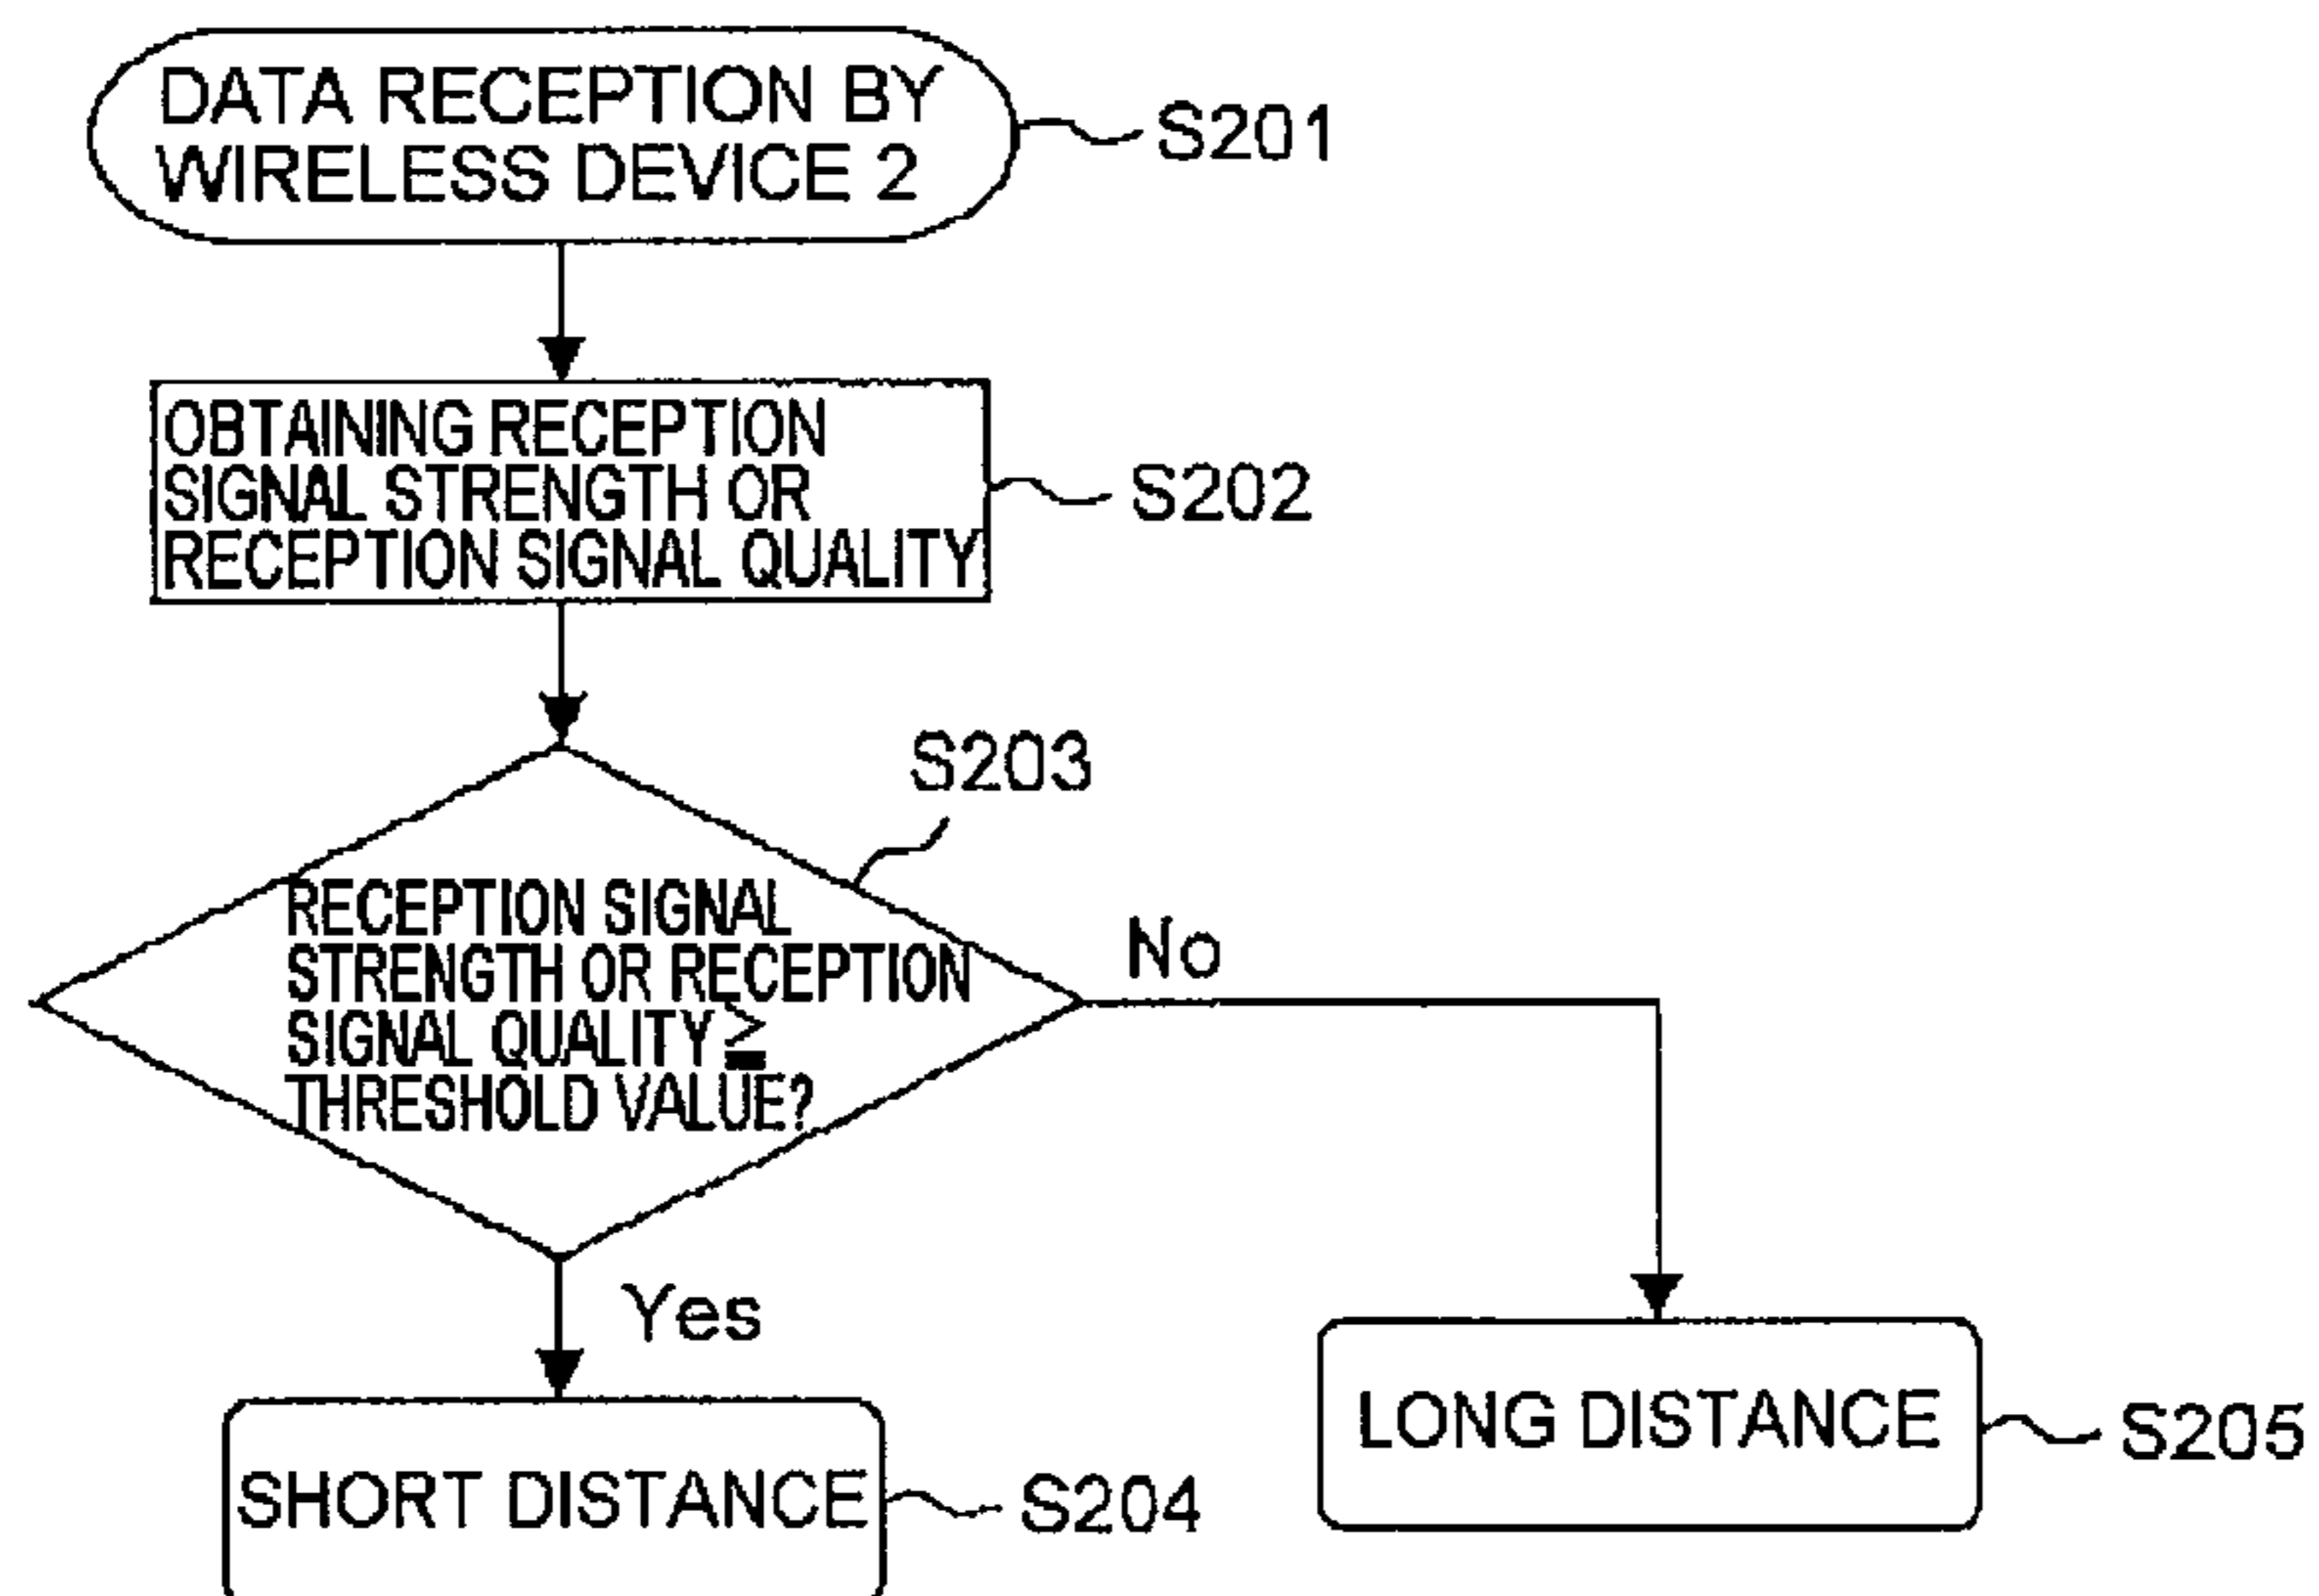 DATA RECEPTION BY
WIRELESS DEVICE 2
S201
OBTAINING RECEPTION
SIGNAL STRENGTH OR
RECEPTION SIGNAL QUALITY
S202
S203
RECEPTION SIGNAL
STRENGTH OR RECEPTION
SIGNAL QUALITY ≥
THRESHOLD VALUE?
No
Yes
LONG DISTANCE
S205
SHORT DISTANCE
S204